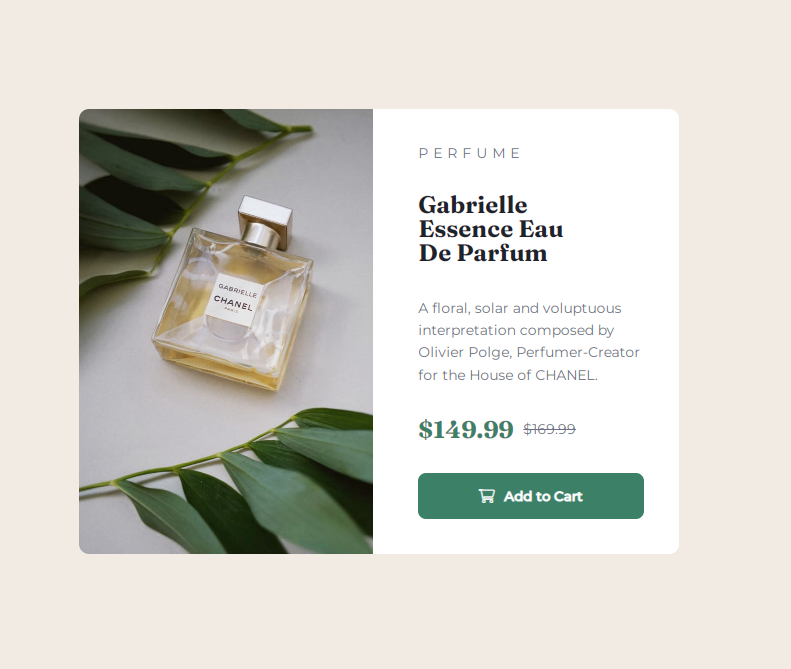 GABRIELLE
CHANEL
PARIS
PERFUME
Gabrielle
Essence Eau
De Parfum
A floral, solar and voluptuous
interpretation composed by
Olivier Polge, Perfumer-Creator
for the House of CHANEL.
$149.99 $169.99
Add to Cart